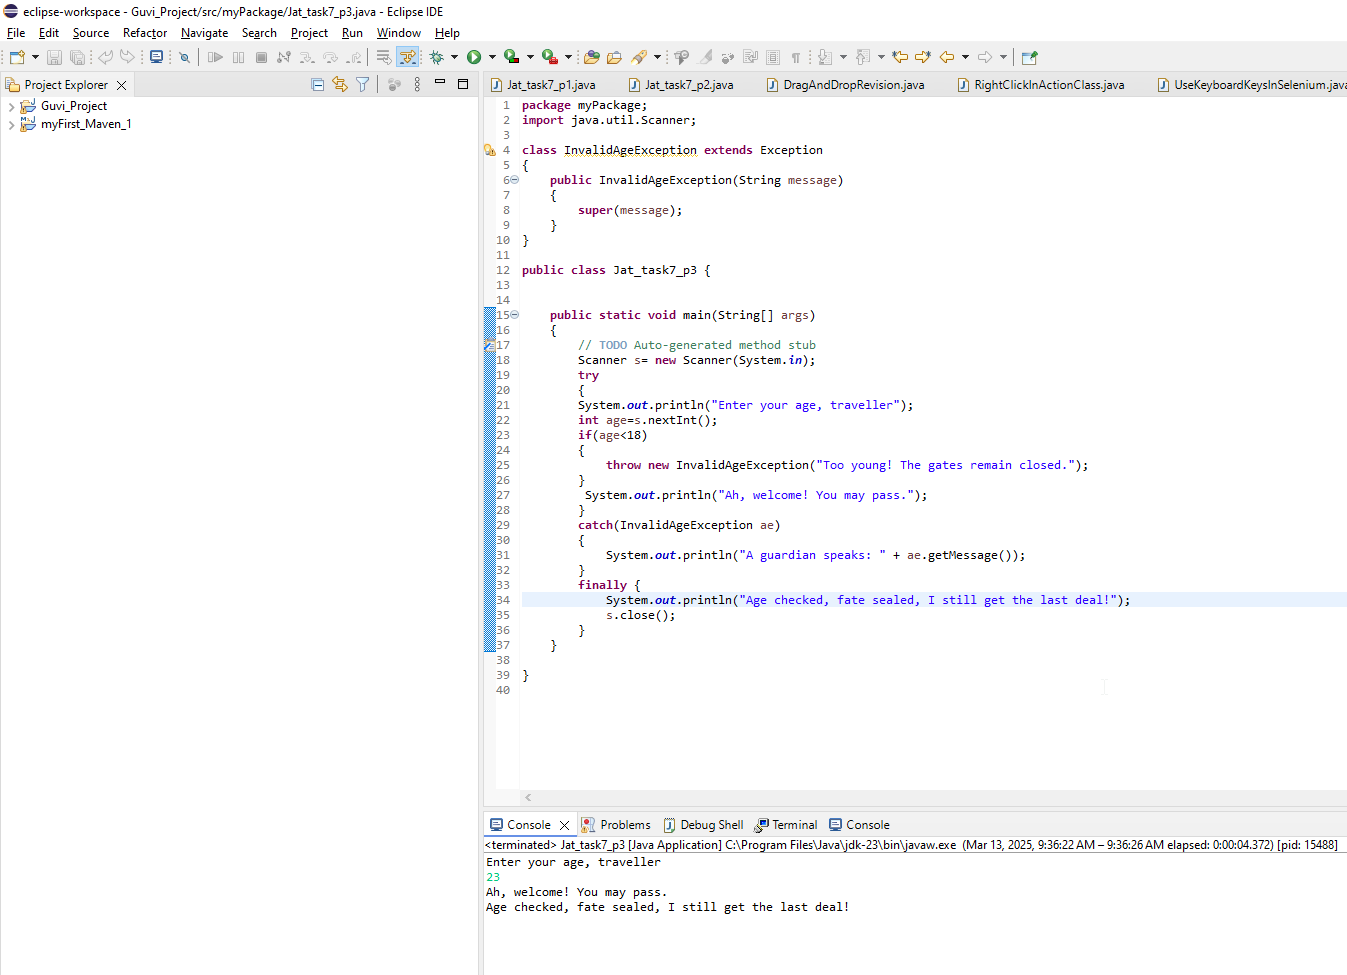 eclipse-workspace - Guvi_Project/src/myPackage/Jat_task7_p3.java - Eclipse IDE
File Edit Source Refactor Navigate Search Project Run Window Help
Project Explorer
Guvi_Project
myFirst_Maven_1
Jat_task7_p1.java Jat_task7_p2.java DragAndDropRevision.java RightClickInActionClass.java UseKeyboardKeysInSelenium.java
1 package myPackage;
2 import java.util.Scanner;
3
4 class InvalidAgeException extends Exception
5 {
6 public InvalidAgeException(String message)
7 {
8 super(message);
9 }
10 }
11
12 public class Jat_task7_p3 {
13
14
15 public static void main(String[] args)
16 {
17 // TODO Auto-generated method stub
18 Scanner s= new Scanner(System.in);
19 try
20 {
21 System.out.println("Enter your age, traveller");
22 int age=s.nextInt();
23 if(age<18)
24 {
25 throw new InvalidAgeException("Too young! The gates remain closed.");
26 }
27 System.out.println("Ah, welcome! You may pass.");
28 }
29 catch(InvalidAgeException ae)
30 {
31 System.out.println("A guardian speaks: " + ae.getMessage());
32 }
33 finally {
34 System.out.println("Age checked, fate sealed, I still get the last deal!");
35 s.close();
36 }
37 }
38
39 }
40
Console Problems Debug Shell Terminal Console
<terminated> Jat_task7_p3 [Java Application] C:\Program Files\Java\jdk-23\bin\javaw.exe (Mar 13, 2025, 9:36:22 AM – 9:36:26 AM elapsed: 0:00:04.372) [pid: 15488]
Enter your age, traveller
23
Ah, welcome! You may pass.
Age checked, fate sealed, I still get the last deal!